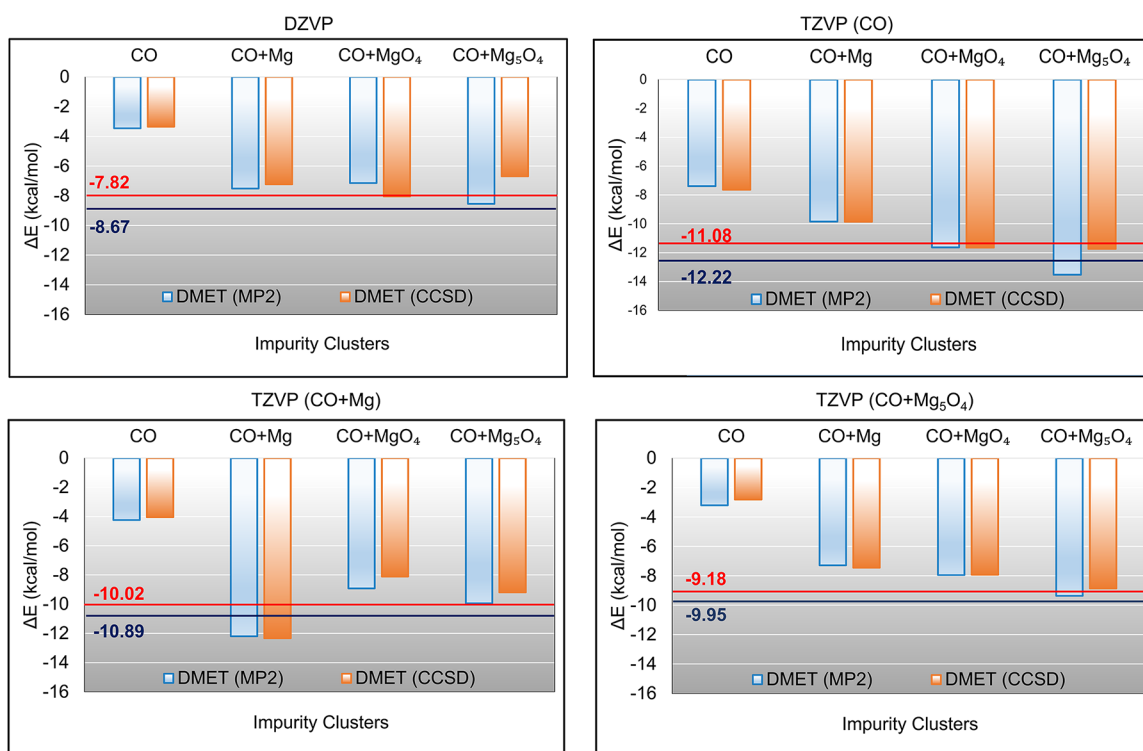 DZVP
CO CO+Mg CO+MgO₄ CO+Mg₅O₄
0
-2
-4
-6
-8
-10
-12
-14
-16
ΔE (kcal/mol)
-7.82
-8.67
DMET (MP2) DMET (CCSD)
Impurity Clusters
TZVP (CO)
CO CO+Mg CO+MgO₄ CO+Mg₅O₄
0
-2
-4
-6
-8
-10
-12
-14
-16
ΔE (kcal/mol)
-11.08
-12.22
DMET (MP2) DMET (CCSD)
Impurity Clusters
TZVP (CO+Mg)
CO CO+Mg CO+MgO₄ CO+Mg₅O₄
0
-2
-4
-6
-8
-10
-12
-14
-16
ΔE (kcal/mol)
-10.02
-10.89
DMET (MP2) DMET (CCSD)
Impurity Clusters
TZVP (CO+Mg₅O₄)
CO CO+Mg CO+MgO₄ CO+Mg₅O₄
0
-2
-4
-6
-8
-10
-12
-14
-16
ΔE (kcal/mol)
-9.18
-9.95
DMET (MP2) DMET (CCSD)
Impurity Clusters